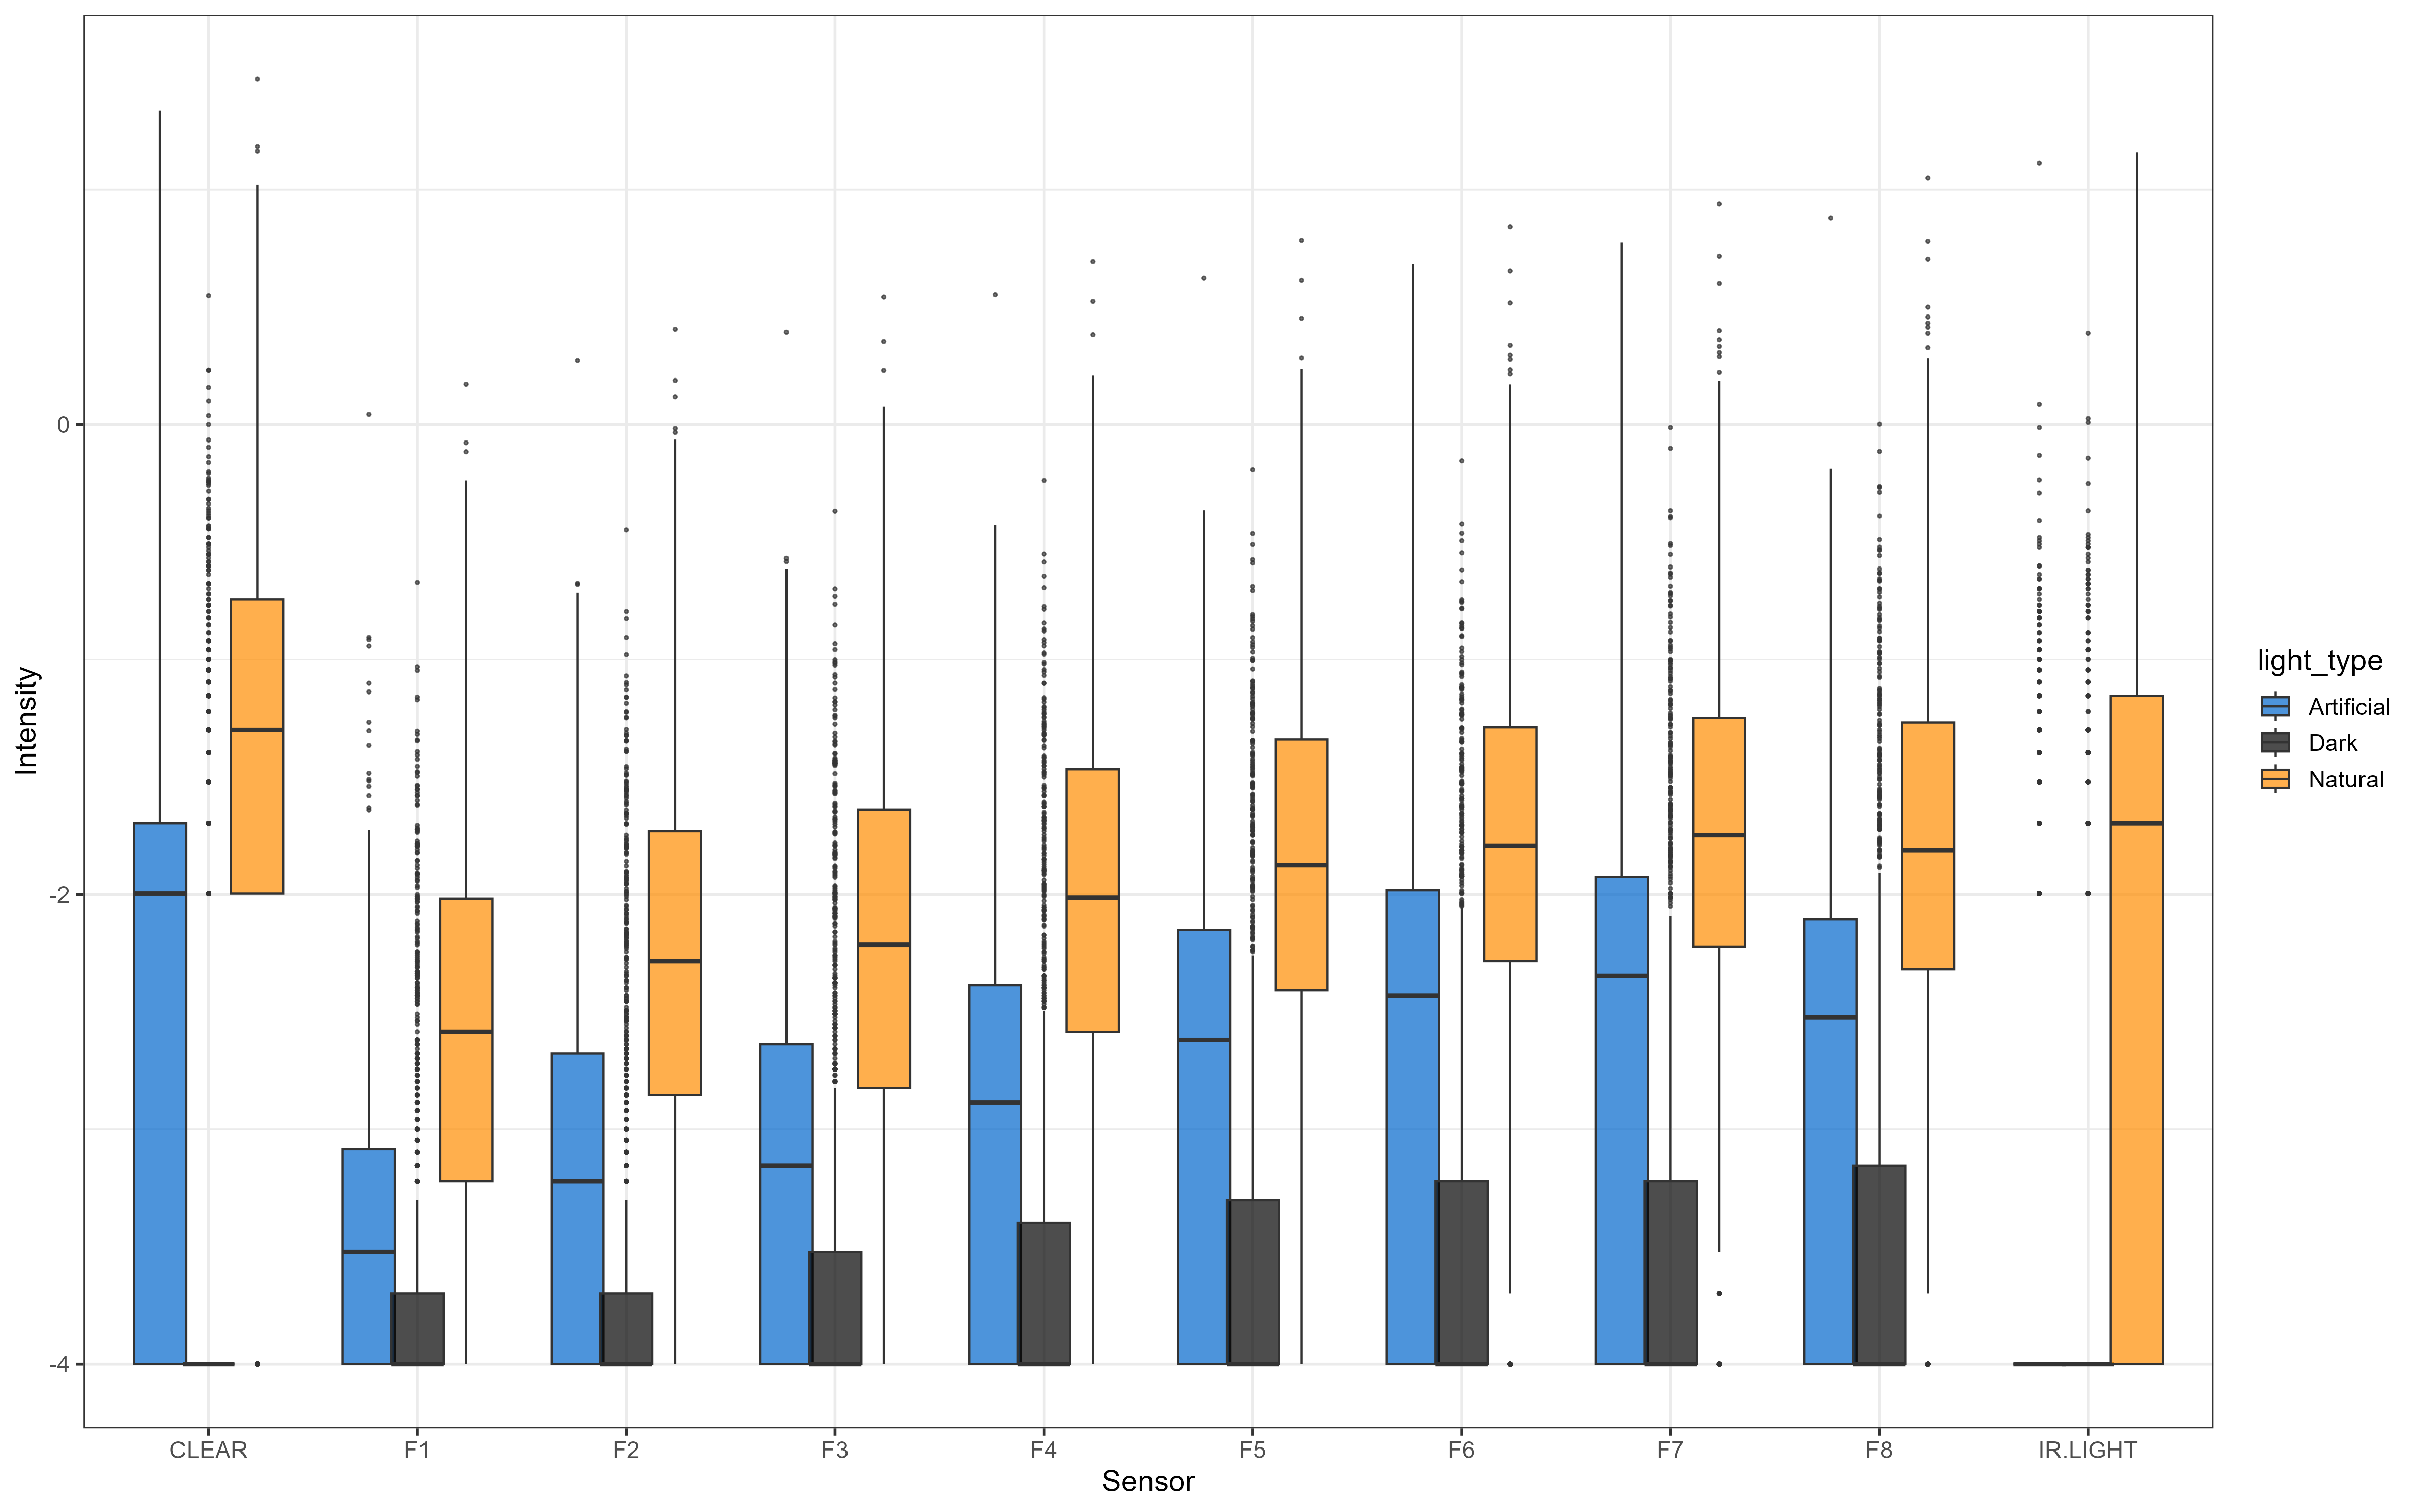 Intensity
0
-2
-4
CLEAR F1 F2 F3 F4 F5 F6 F7 F8 IR.LIGHT
Sensor
light_type
Artificial
Dark
Natural